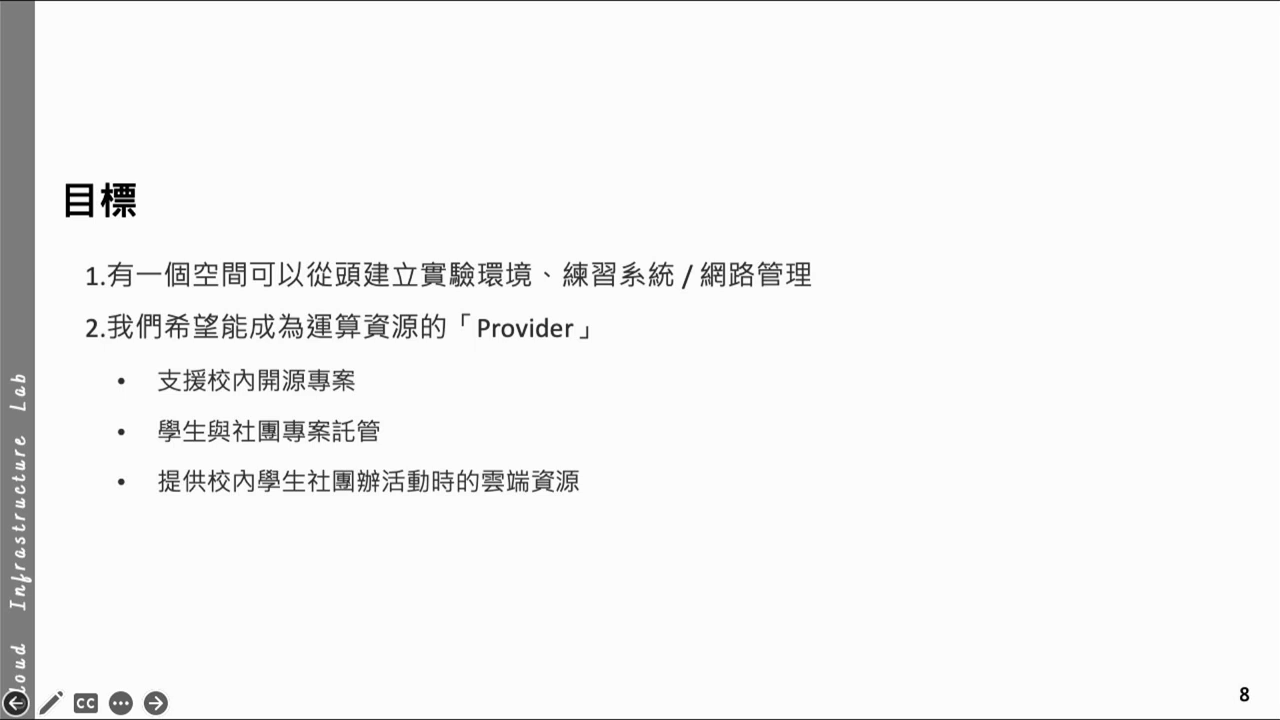 目標
1.有一個空間可以從頭建立實驗環境、練習系統 / 網路管理
2.我們希望能成為運算資源的「Provider」
• 支援校內開源專案
• 學生與社團專案託管
• 提供校內學生社團辦活動時的雲端資源
Infrastructure Lab
CC
8